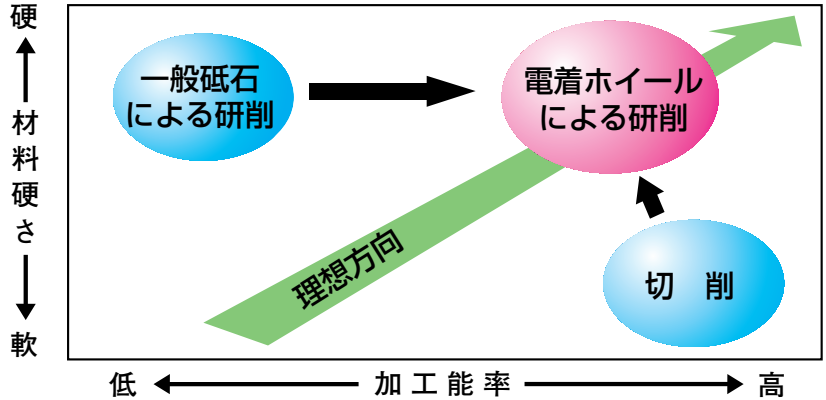 硬
材料硬さ
軟
一般砥石
による研削
電着ホイール
による研削
理想方向
切 削
低
加工能率
高